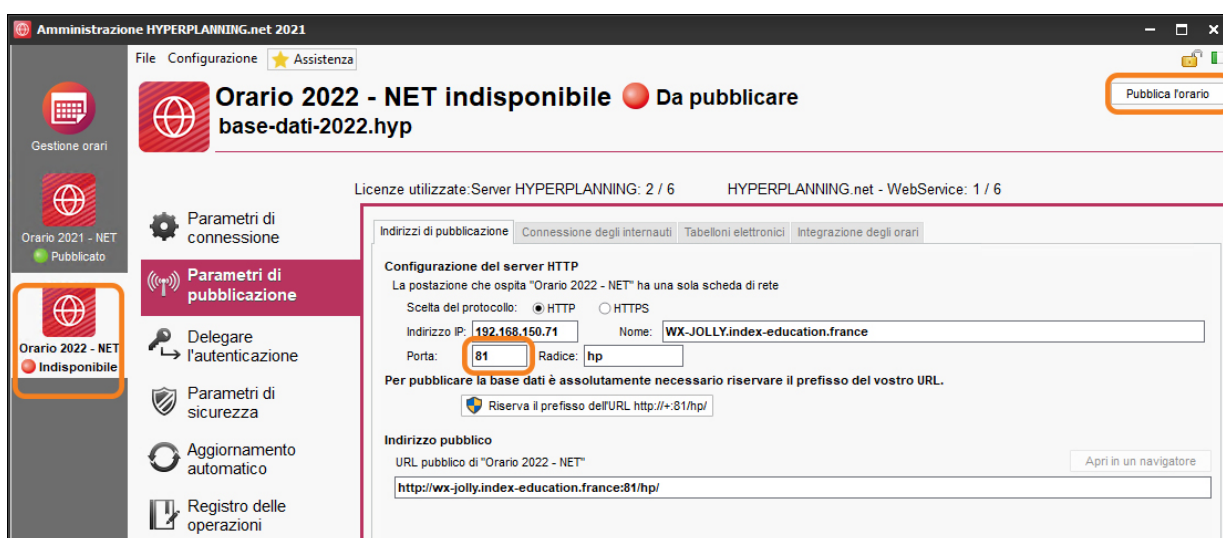 Amministrazione HYPERPLANNING.net 2021
File Configurazione Assistenza
Orario 2022 - NET indisponibile Da pubblicare
base-dati-2022.hyp
Pubblica l'orario
Gestione orari
Orario 2021 - NET
Pubblicato
Orario 2022 - NET
Indisponibile
Licenze utilizzate:Server HYPERPLANNING: 2 / 6 HYPERPLANNING.net - WebService: 1 / 6
Parametri di
connessione
Parametri di
pubblicazione
Delegare
l'autenticazione
Parametri di
sicurezza
Aggiornamento
automatico
Registro delle
operazioni
Indirizzi di pubblicazione Connessione degli internauti Tabelloni elettronici Integrazione degli orari
Configurazione del server HTTP
La postazione che ospita "Orario 2022 - NET" ha una sola scheda di rete
Scelta del protocollo: HTTP HTTPS
Indirizzo IP: 192.168.150.71 Nome: WX-JOLLY.index-education.france
Porta: 81 Radice: hp
Per pubblicare la base dati è assolutamente necessario riservare il prefisso del vostro URL.
Riserva il prefisso dell'URL http://+:81/hp/
Indirizzo pubblico
URL pubblico di "Orario 2022 - NET" Apri in un navigatore
http://wx-jolly.index-education.france:81/hp/